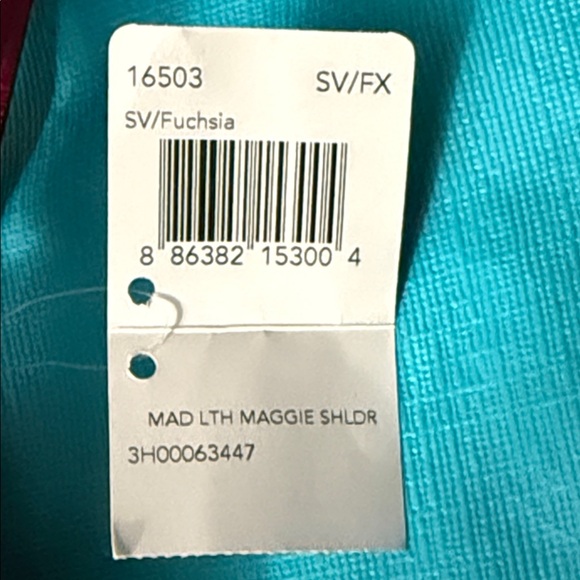 16503 SV/FX
SV/Fuchsia
8 86382 15300 4
MAD LTH MAGGIE SHLDR
3H00063447